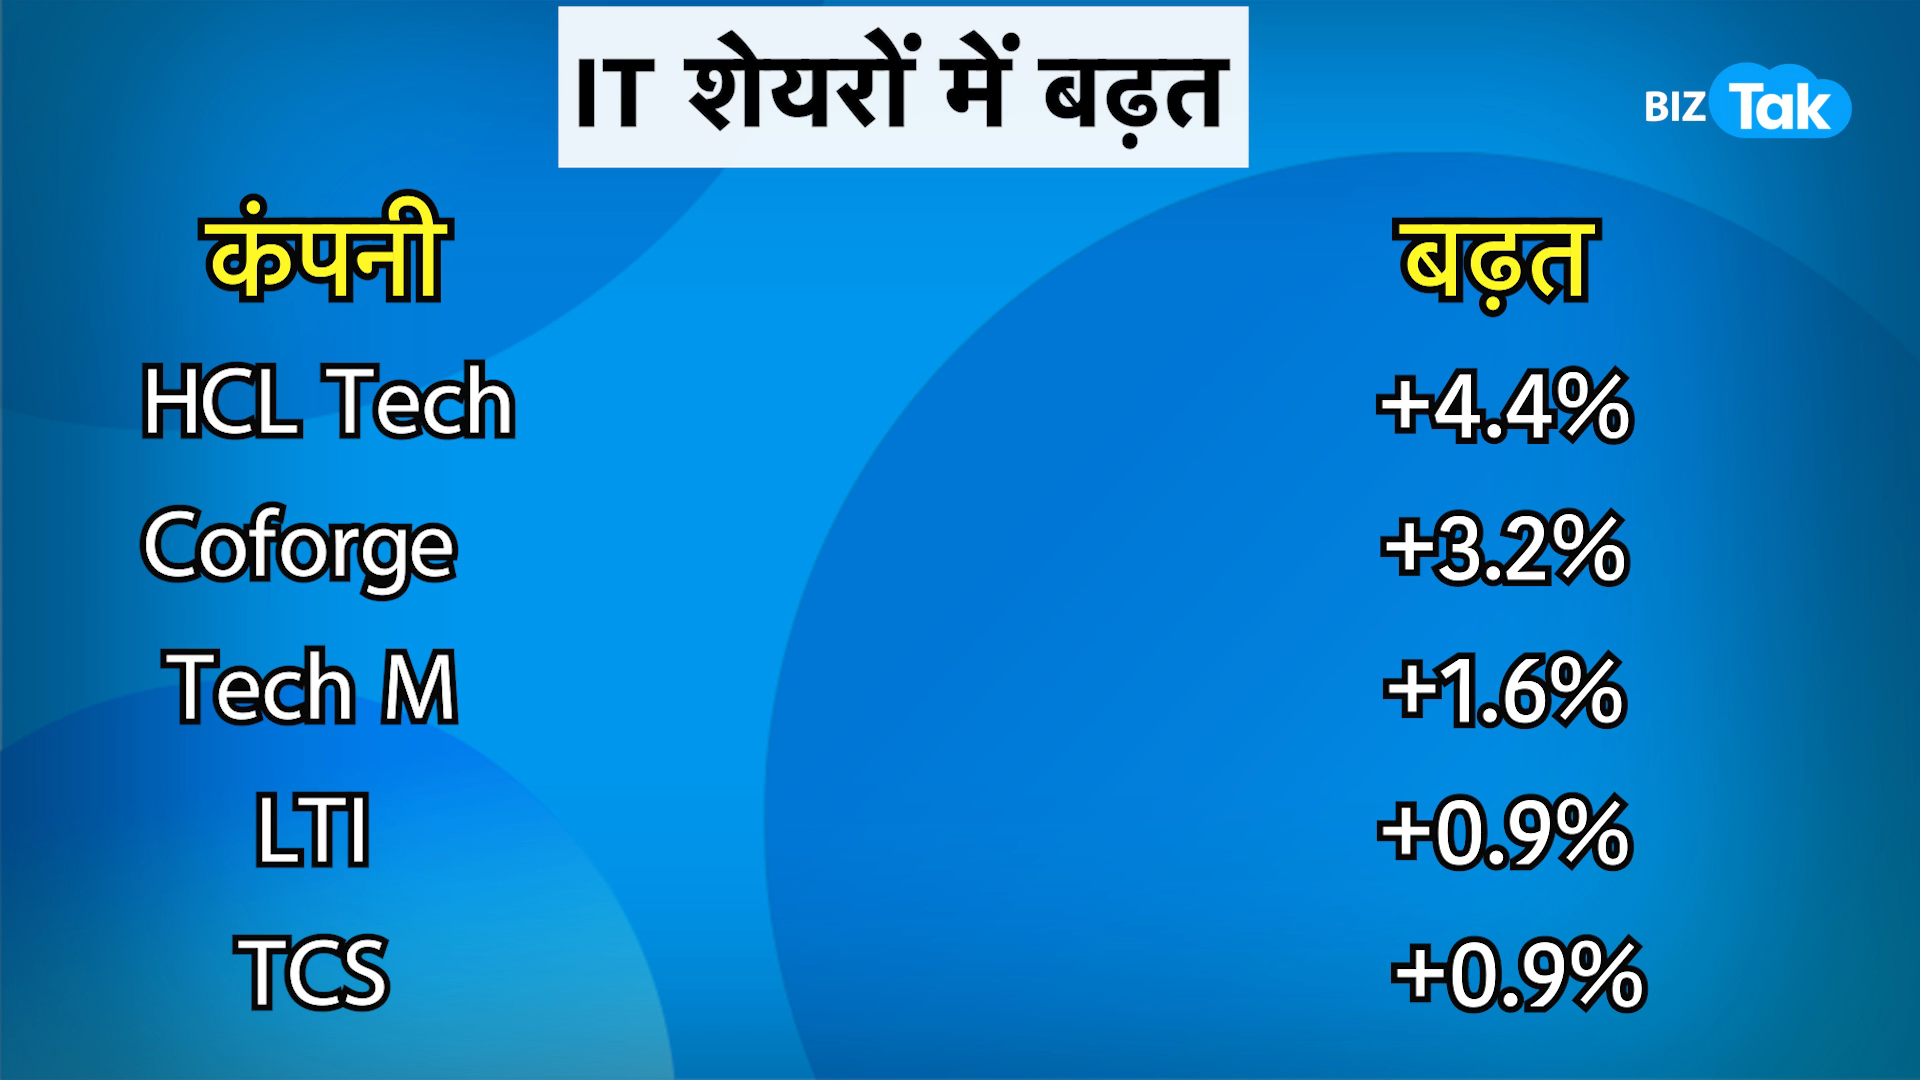 IT शेयरों में बढ़त
BIZ Tak
कंपनी बढ़त
HCL Tech +4.4%
Coforge +3.2%
Tech M +1.6%
LTI +0.9%
TCS +0.9%